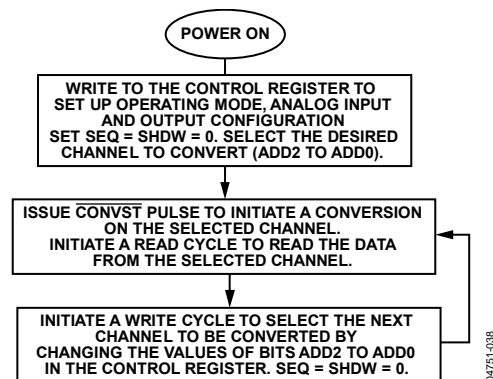 POWER ON
WRITE TO THE CONTROL REGISTER TO
SET UP OPERATING MODE, ANALOG INPUT
AND OUTPUT CONFIGURATION
SET SEQ = SHDW = 0. SELECT THE DESIRED
CHANNEL TO CONVERT (ADD2 TO ADD0).
ISSUE CONVST PULSE TO INITIATE A CONVERSION
ON THE SELECTED CHANNEL.
INITIATE A READ CYCLE TO READ THE DATA
FROM THE SELECTED CHANNEL.
INITIATE A WRITE CYCLE TO SELECT THE NEXT
CHANNEL TO BE CONVERTED BY
CHANGING THE VALUES OF BITS ADD2 TO ADD0
IN THE CONTROL REGISTER. SEQ = SHDW = 0.
04751-038